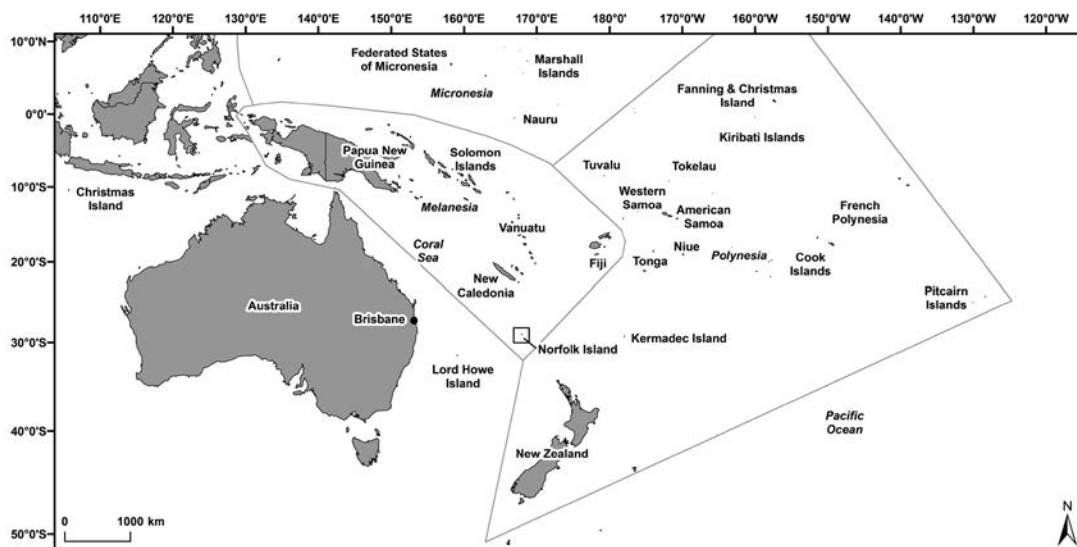 110°0'E 120°0'E 130°0'E 140°0'E 150°0'E 160°0'E 170°0'E 180°0' 170°0'W 160°0'W 150°0'W 140°0'W 130°0'W 120°0'W
10°0'N
0°0'
10°0'S
20°0'S
30°0'S
40°0'S
50°0'S
Federated States
of Micronesia
Marshall
Islands
Micronesia
Fanning & Christmas
Island
Nauru
Kiribati Islands
Papua New
Guinea
Solomon
Islands
Tuvalu
Tokelau
Christmas
Island
Melanesia
Western
Samoa
American
Samoa
French
Polynesia
Vanuatu
Coral
Sea
Fiji
Tonga
Niue
Polynesia
Cook
Islands
New
Caledonia
Pitcairn
Islands
Australia
Brisbane
Norfolk Island
Kermadec Island
Lord Howe
Island
Pacific
Ocean
New Zealand
0 1000 km
N